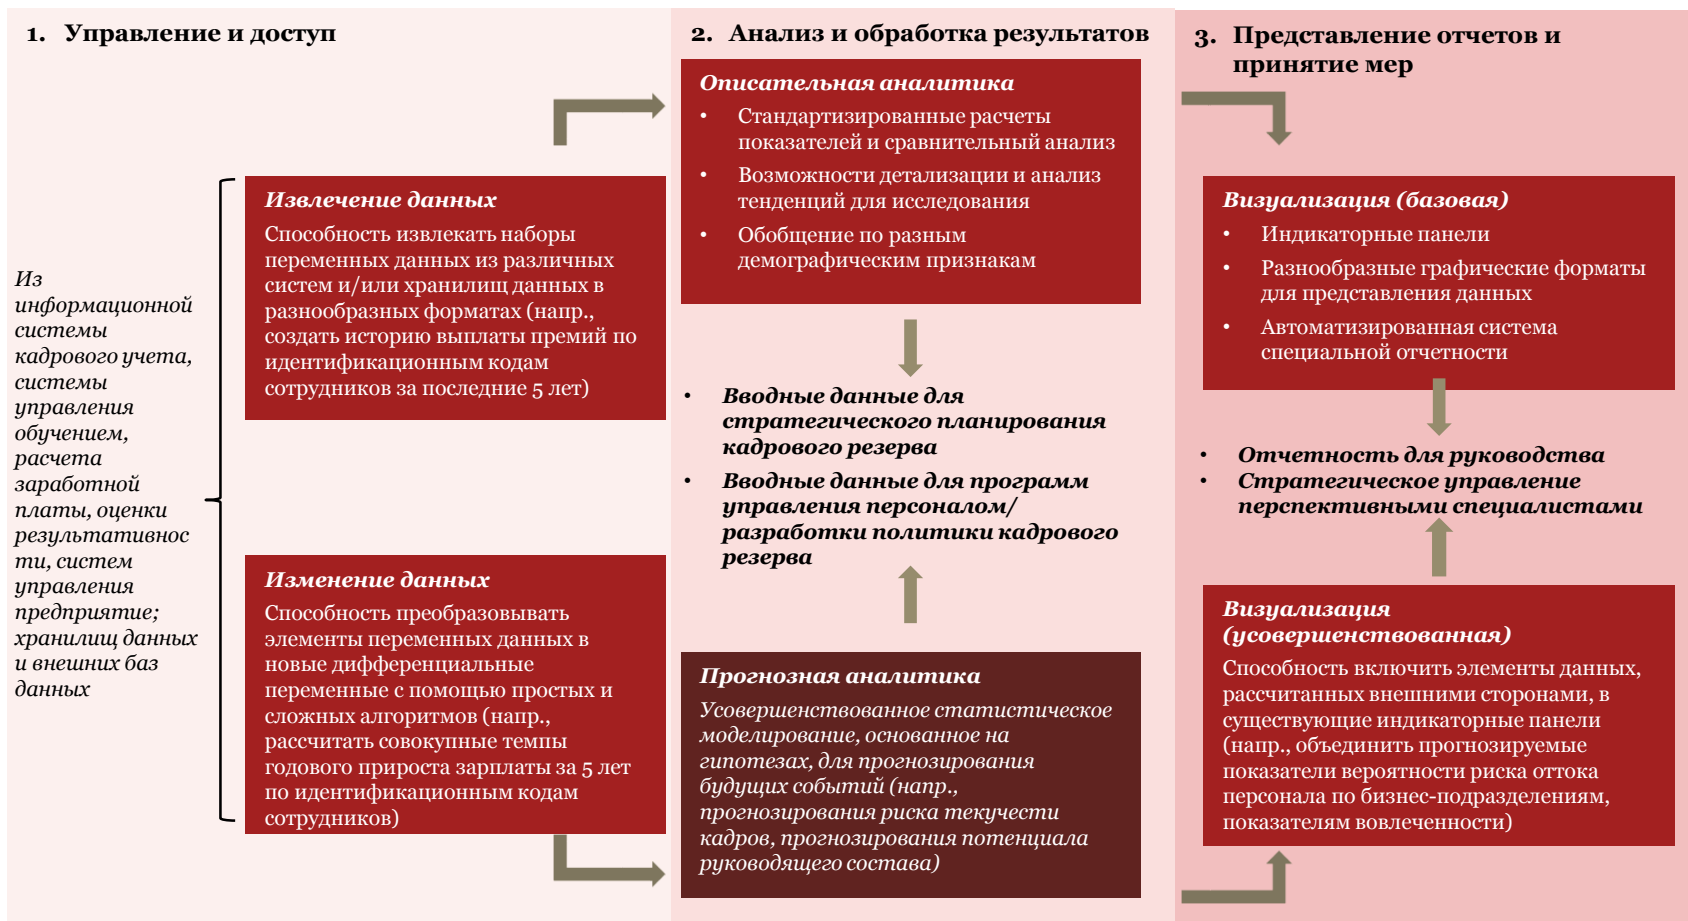 1. Управление и доступ
Из
информационной
системы
кадрового учета,
системы
управления
обучением,
расчета
заработной
платы, оценки
результативнос
ти, систем
управления
предприятие;
хранилищ данных
и внешних баз
данных
Извлечение данных
Способность извлекать наборы
переменных данных из различных
систем и/или хранилищ данных в
разнообразных форматах (напр.,
создать историю выплаты премий по
идентификационным кодам
сотрудников за последние 5 лет)
Изменение данных
Способность преобразовывать
элементы переменных данных в
новые дифференциальные
переменные с помощью простых и
сложных алгоритмов (напр.,
рассчитать совокупные темпы
годового прироста зарплаты за 5 лет
по идентификационным кодам
сотрудников)
2. Анализ и обработка результатов
Описательная аналитика
• Стандартизированные расчеты
показателей и сравнительный анализ
• Возможности детализации и анализ
тенденций для исследования
• Обобщение по разным
демографическим признакам
• Вводные данные для
стратегического планирования
кадрового резерва
• Вводные данные для программ
управления персоналом/
разработки политики кадрового
резерва
Прогнозная аналитика
Усовершенствованное статистическое
моделирование, основанное на
гипотезах, для прогнозирования
будущих событий (напр.,
прогнозирования риска текучести
кадров, прогнозирования потенциала
руководящего состава)
3. Представление отчетов и
принятие мер
Визуализация (базовая)
• Индикаторные панели
• Разнообразные графические форматы
для представления данных
• Автоматизированная система
специальной отчетности
• Отчетность для руководства
• Стратегическое управление
перспективными специалистами
Визуализация
(усовершенствованная)
Способность включить элементы данных,
рассчитанных внешними сторонами, в
существующие индикаторные панели
(напр., объединить прогнозируемые
показатели вероятности риска оттока
персонала по бизнес-подразделениям,
показателям вовлеченности)